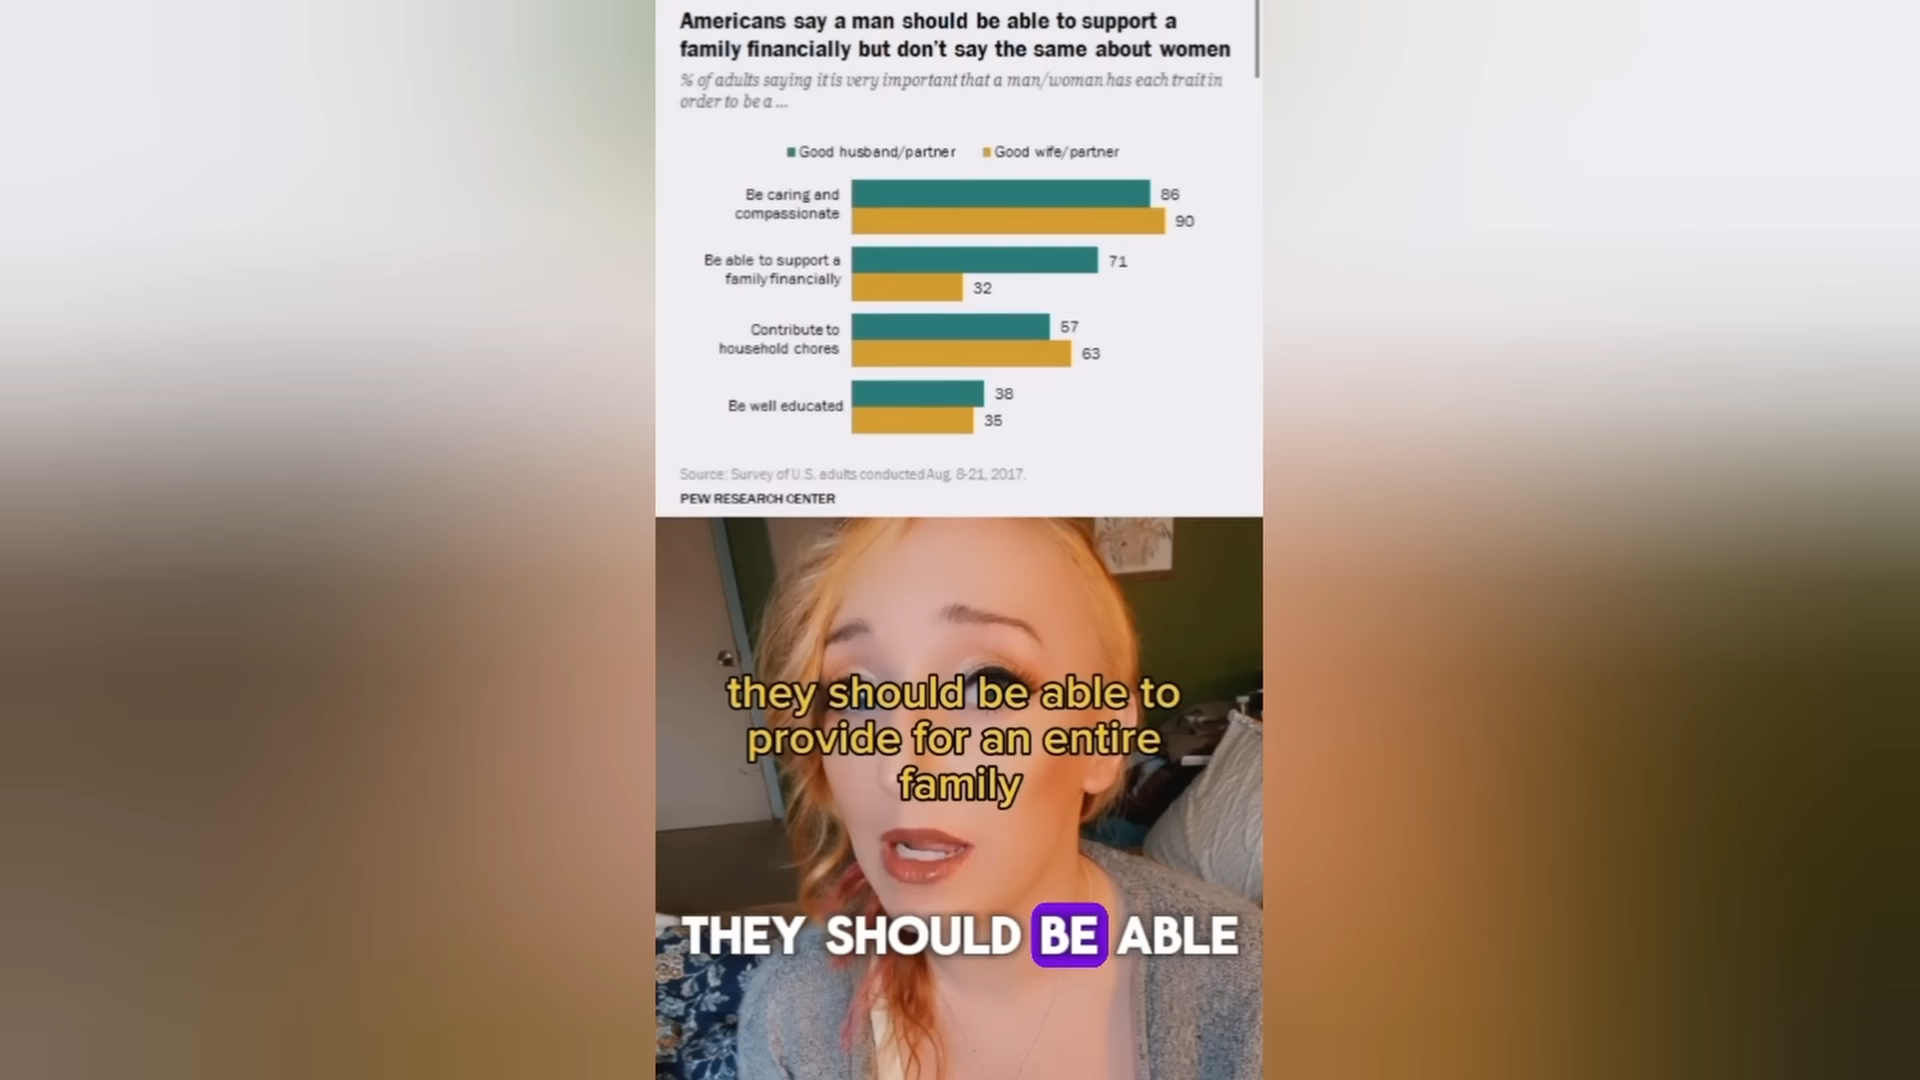 Americans say a man should be able to support a
family financially but don't say the same about women
% of adults saying it is very important that a man/woman has each trait in
order to be a ...
Good husband/partner Good wife/partner
Be caring and
compassionate
86
90
Be able to support a
family financially
71
32
Contribute to
household chores
57
63
Be well educated
38
35
Source: Survey of U.S. adults conducted Aug. 8-21, 2017.
PEW RESEARCH CENTER
they should be able to
provide for an entire
family
THEY SHOULD BE ABLE